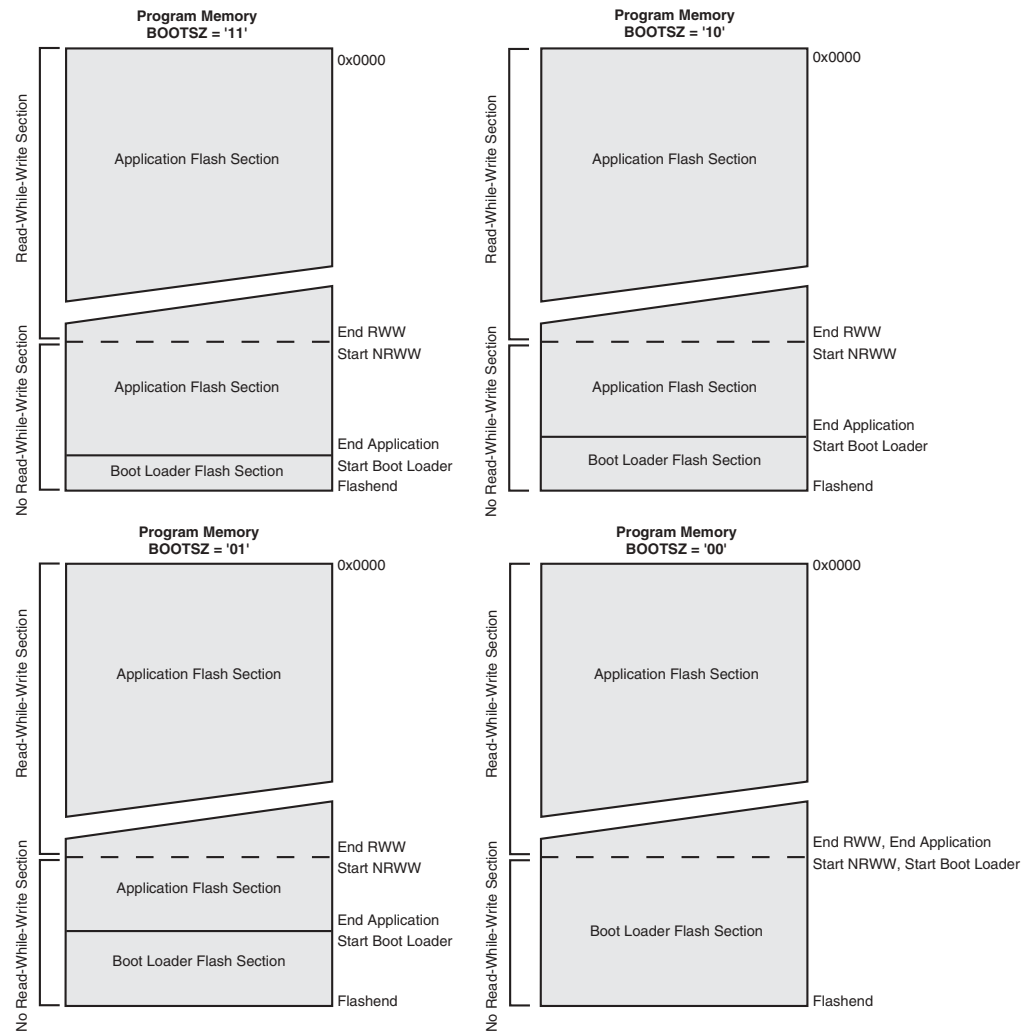 Program Memory
BOOTSZ = '11'
0x0000
Read-While-Write Section
Application Flash Section
End RWW
Start NRWW
No Read-While-Write Section
Application Flash Section
End Application
Start Boot Loader
Boot Loader Flash Section
Flashend
Program Memory
BOOTSZ = '10'
0x0000
Read-While-Write Section
Application Flash Section
End RWW
Start NRWW
No Read-While-Write Section
Application Flash Section
End Application
Start Boot Loader
Boot Loader Flash Section
Flashend
Program Memory
BOOTSZ = '01'
0x0000
Read-While-Write Section
Application Flash Section
End RWW
Start NRWW
No Read-While-Write Section
Application Flash Section
End Application
Start Boot Loader
Boot Loader Flash Section
Flashend
Program Memory
BOOTSZ = '00'
0x0000
Read-While-Write Section
Application Flash Section
End RWW, End Application
Start NRWW, Start Boot Loader
No Read-While-Write Section
Boot Loader Flash Section
Flashend